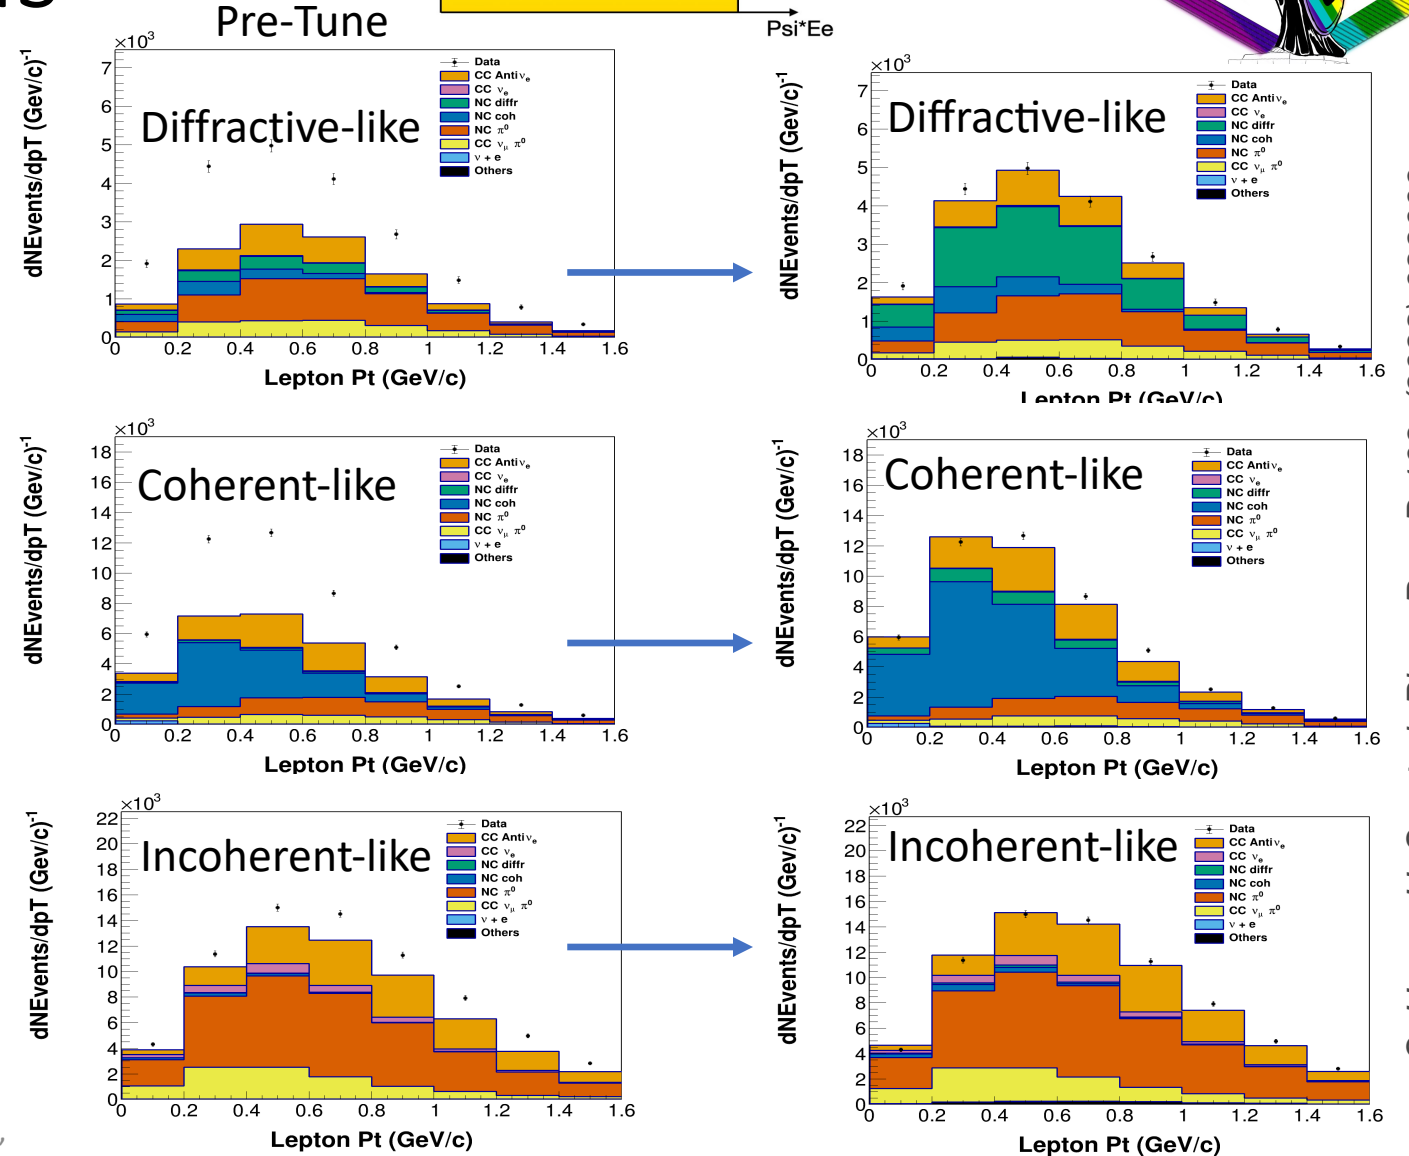 Pre-Tune
Psi*Ee
×10³
dNEvents/dpT (Gev/c)⁻¹
7
6
5
4
3
2
1
0
Diffractive-like
Data
CC Anti νe
CC νe
NC diffr
NC coh
NC π⁰
CC νμ π⁰
ν + e
Others
0 0.2 0.4 0.6 0.8 1 1.2 1.4 1.6
Lepton Pt (GeV/c)
×10³
dNEvents/dpT (Gev/c)⁻¹
7
6
5
4
3
2
1
0
Diffractive-like
Data
CC Anti νe
CC νe
NC diffr
NC coh
NC π⁰
CC νμ π⁰
ν + e
Others
0 0.2 0.4 0.6 0.8 1 1.2 1.4 1.6
Lepton Pt (GeV/c)
×10³
dNEvents/dpT (Gev/c)⁻¹
18
16
14
12
10
8
6
4
2
0
Coherent-like
Data
CC Anti νe
CC νe
NC diffr
NC coh
NC π⁰
CC νμ π⁰
ν + e
Others
0 0.2 0.4 0.6 0.8 1 1.2 1.4 1.6
Lepton Pt (GeV/c)
×10³
dNEvents/dpT (Gev/c)⁻¹
18
16
14
12
10
8
6
4
2
0
Coherent-like
Data
CC Anti νe
CC νe
NC diffr
NC coh
NC π⁰
CC νμ π⁰
ν + e
Others
0 0.2 0.4 0.6 0.8 1 1.2 1.4 1.6
Lepton Pt (GeV/c)
×10³
dNEvents/dpT (Gev/c)⁻¹
22
20
18
16
14
12
10
8
6
4
2
0
Incoherent-like
Data
CC Anti νe
CC νe
NC diffr
NC coh
NC π⁰
CC νμ π⁰
ν + e
Others
0 0.2 0.4 0.6 0.8 1 1.2 1.4 1.6
Lepton Pt (GeV/c)
×10³
dNEvents/dpT (Gev/c)⁻¹
22
20
18
16
14
12
10
8
6
4
2
0
Incoherent-like
Data
CC Anti νe
CC νe
NC diffr
NC coh
NC π⁰
CC νμ π⁰
ν + e
Others
0 0.2 0.4 0.6 0.8 1 1.2 1.4 1.6
Lepton Pt (GeV/c)